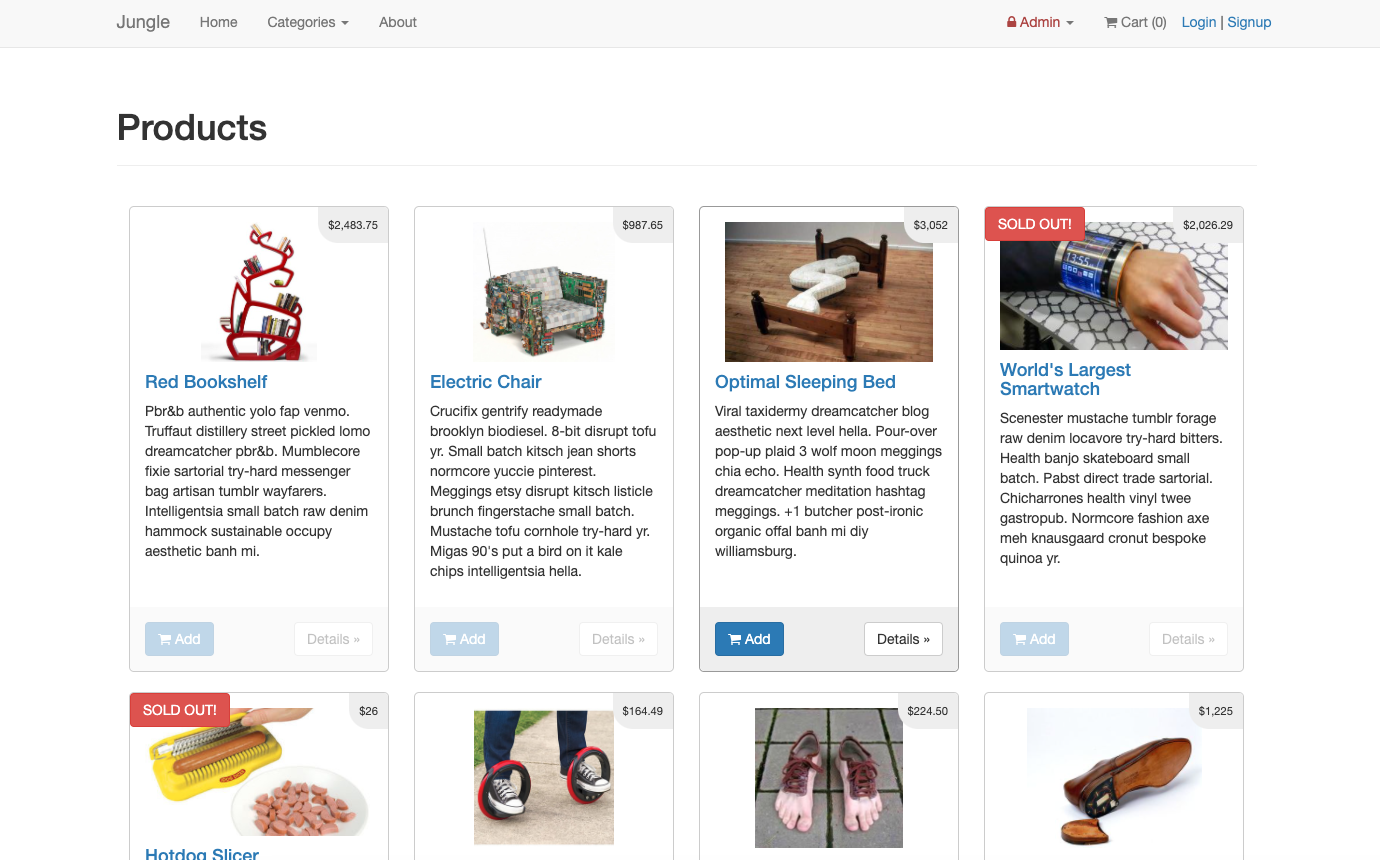 Jungle Home Categories About Admin Cart (0) Login | Signup
Products
$2,483.75
Red Bookshelf
Pbr&b authentic yolo fap venmo.
Truffaut distillery street pickled lomo
dreamcatcher pbr&b. Mumblecore
fixie sartorial try-hard messenger
bag artisan tumblr wayfarers.
Intelligentsia small batch raw denim
hammock sustainable occupy
aesthetic banh mi.
Add Details »
$987.65
Electric Chair
Crucifix gentrify readymade
brooklyn biodiesel. 8-bit disrupt tofu
yr. Small batch kitsch jean shorts
normcore yuccie pinterest.
Meggings etsy disrupt kitsch listicle
brunch fingerstache small batch.
Mustache tofu cornhole try-hard yr.
Migas 90's put a bird on it kale
chips intelligentsia hella.
Add Details »
$3,052
Optimal Sleeping Bed
Viral taxidermy dreamcatcher blog
aesthetic next level hella. Pour-over
pop-up plaid 3 wolf moon meggings
chia echo. Health synth food truck
dreamcatcher meditation hashtag
meggings. +1 butcher post-ironic
organic offal banh mi diy
williamsburg.
Add Details »
SOLD OUT! $2,026.29
13:55
World's Largest
Smartwatch
Scenester mustache tumblr forage
raw denim locavore try-hard bitters.
Health banjo skateboard small
batch. Pabst direct trade sartorial.
Chicharrones health vinyl twee
gastropub. Normcore fashion axe
meh knausgaard cronut bespoke
quinoa yr.
Add Details »
SOLD OUT! $26
Hotdog Slicer
$164.49
$224.50
$1,225